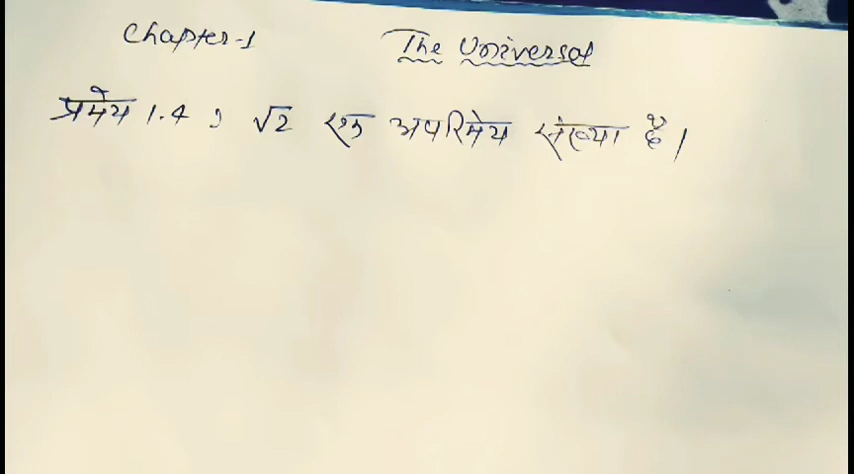 Chapter-1 The Universal
प्रमेय 1.4 : √2 एक अपरिमेय संख्या है।